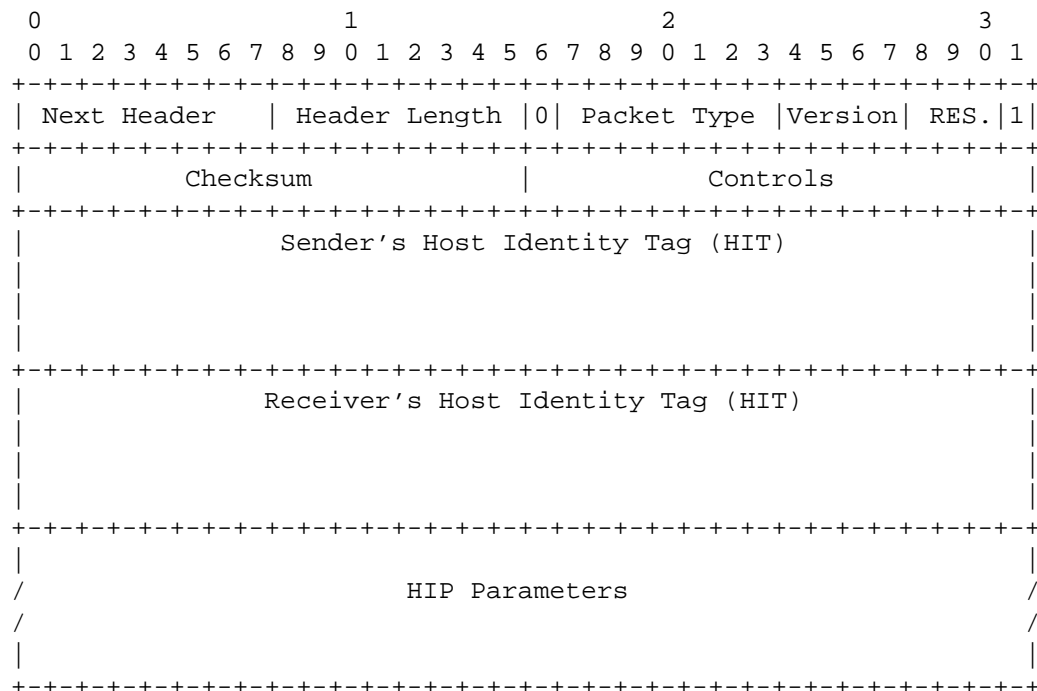 0                   1                   2                   3
 0 1 2 3 4 5 6 7 8 9 0 1 2 3 4 5 6 7 8 9 0 1 2 3 4 5 6 7 8 9 0 1
+-+-+-+-+-+-+-+-+-+-+-+-+-+-+-+-+-+-+-+-+-+-+-+-+-+-+-+-+-+-+-+-+
| Next Header   | Header Length |0| Packet Type |Version| RES.|1|
+-+-+-+-+-+-+-+-+-+-+-+-+-+-+-+-+-+-+-+-+-+-+-+-+-+-+-+-+-+-+-+-+
|          Checksum             |           Controls            |
+-+-+-+-+-+-+-+-+-+-+-+-+-+-+-+-+-+-+-+-+-+-+-+-+-+-+-+-+-+-+-+-+
|                Sender’s Host Identity Tag (HIT)               |
|                                                               |
|                                                               |
|                                                               |
+-+-+-+-+-+-+-+-+-+-+-+-+-+-+-+-+-+-+-+-+-+-+-+-+-+-+-+-+-+-+-+-+
|               Receiver’s Host Identity Tag (HIT)              |
|                                                               |
|                                                               |
|                                                               |
+-+-+-+-+-+-+-+-+-+-+-+-+-+-+-+-+-+-+-+-+-+-+-+-+-+-+-+-+-+-+-+-+
|                                                               |
/                        HIP Parameters                         /
/                                                               /
|                                                               |
+-+-+-+-+-+-+-+-+-+-+-+-+-+-+-+-+-+-+-+-+-+-+-+-+-+-+-+-+-+-+-+-+